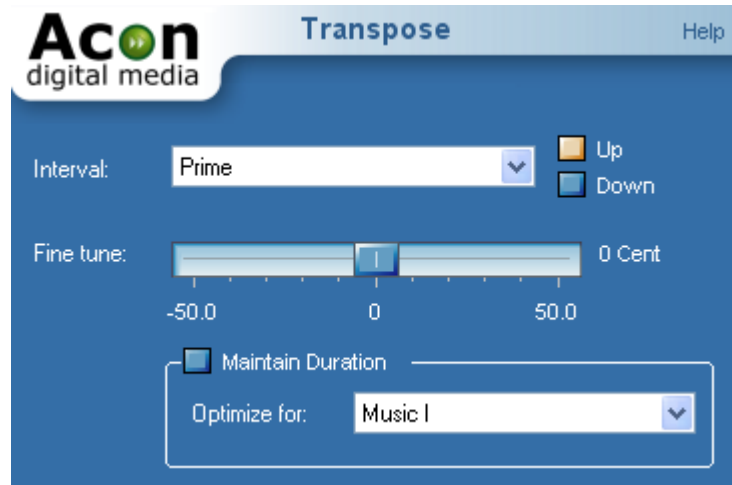 Acon
digital media
Transpose
Help
Interval:
Prime
Up
Down
Fine tune:
0 Cent
-50.0 0 50.0
Maintain Duration
Optimize for:
Music I